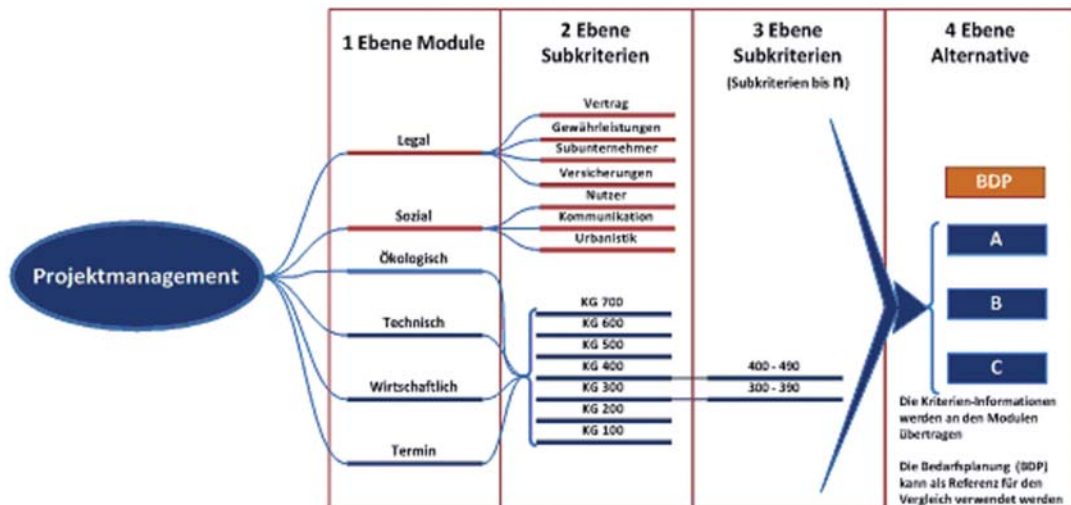 Projektmanagement
1 Ebene Module
Legal
Sozial
Ökologisch
Technisch
Wirtschaftlich
Termin
2 Ebene
Subkriterien
Vertrag
Gewährleistungen
Subunternehmer
Versicherungen
Nutzer
Kommunikation
Urbanistik
KG 700
KG 600
KG 500
KG 400
KG 300
KG 200
KG 100
3 Ebene
Subkriterien
(Subkriterien bis n)
400 - 490
300 - 390
4 Ebene
Alternative
BDP
A
B
C
Die Kriterien-Informationen
werden an den Modulen
übertragen
Die Bedarfsplanung (BDP)
kann als Referenz für den
Vergleich verwendet werden